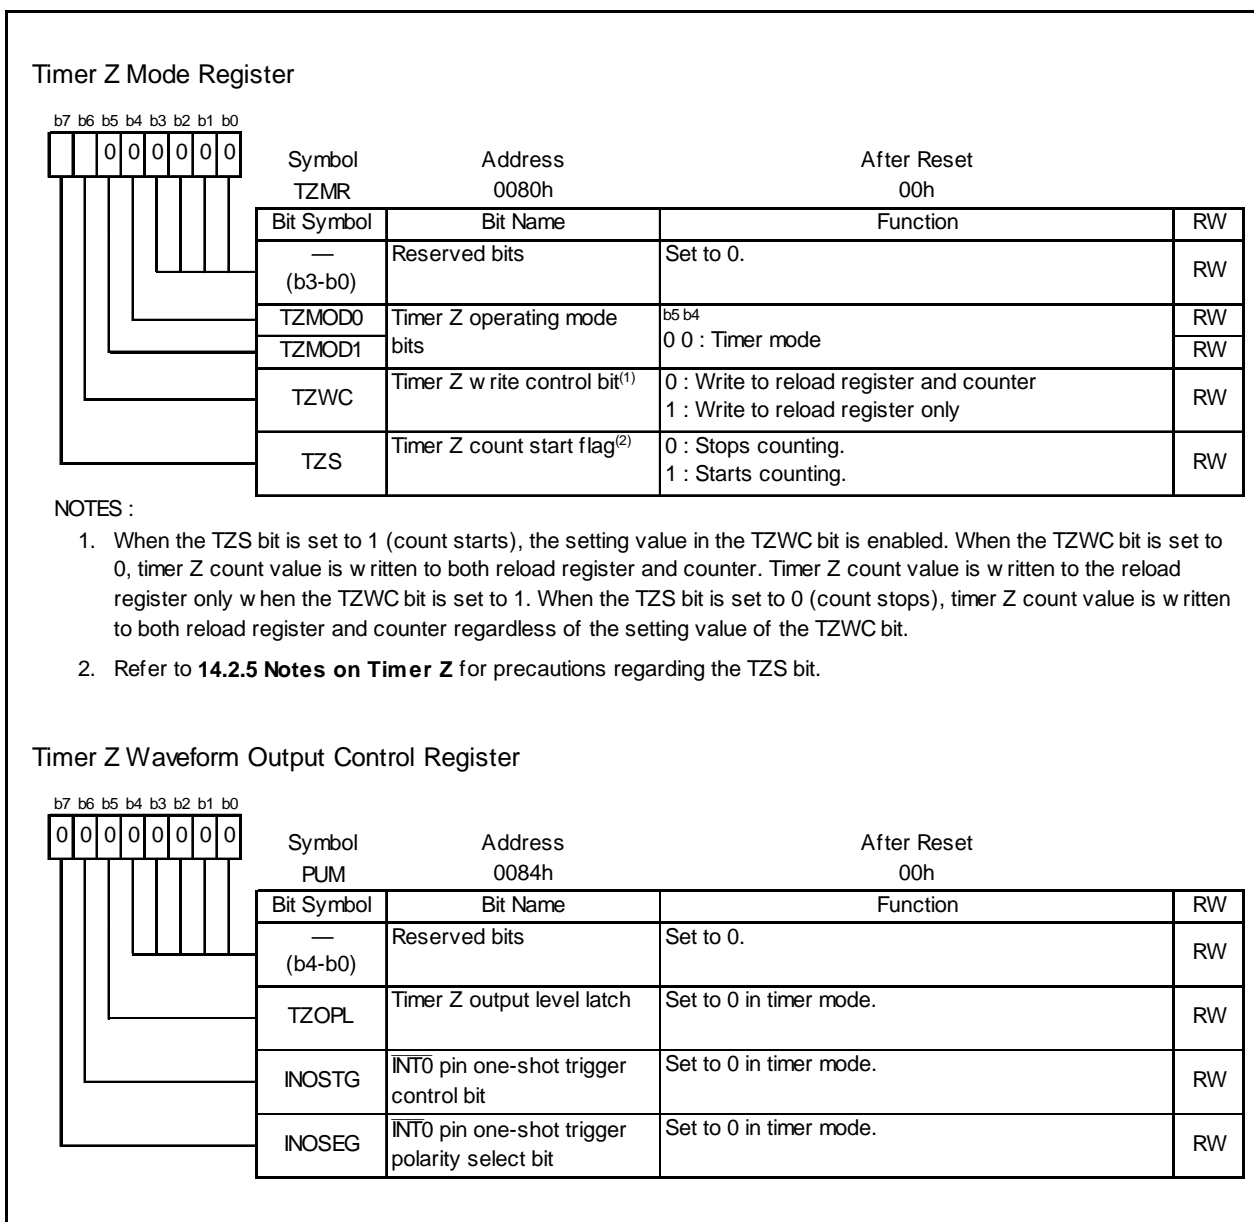 Timer Z Mode Register
b7 b6 b5 b4 b3 b2 b1 b0
0 0 0 0 0 0
Symbol Address After Reset
TZMR 0080h 00h
Bit Symbol Bit Name Function RW
— Reserved bits Set to 0. RW
(b3-b0)
TZMOD0 Timer Z operating mode b5 b4 RW
TZMOD1 bits 0 0 : Timer mode RW
TZWC Timer Z write control bit(1) 0 : Write to reload register and counter RW
1 : Write to reload register only
TZS Timer Z count start flag(2) 0 : Stops counting. RW
1 : Starts counting.
NOTES :
1. When the TZS bit is set to 1 (count starts), the setting value in the TZWC bit is enabled. When the TZWC bit is set to
0, timer Z count value is written to both reload register and counter. Timer Z count value is written to the reload
register only when the TZWC bit is set to 1. When the TZS bit is set to 0 (count stops), timer Z count value is written
to both reload register and counter regardless of the setting value of the TZWC bit.
2. Refer to 14.2.5 Notes on Timer Z for precautions regarding the TZS bit.
Timer Z Waveform Output Control Register
b7 b6 b5 b4 b3 b2 b1 b0
0 0 0 0 0 0 0 0
Symbol Address After Reset
PUM 0084h 00h
Bit Symbol Bit Name Function RW
— Reserved bits Set to 0. RW
(b4-b0)
TZOPL Timer Z output level latch Set to 0 in timer mode. RW
INOSTG INT0 pin one-shot trigger Set to 0 in timer mode. RW
control bit
INOSEG INT0 pin one-shot trigger Set to 0 in timer mode. RW
polarity select bit